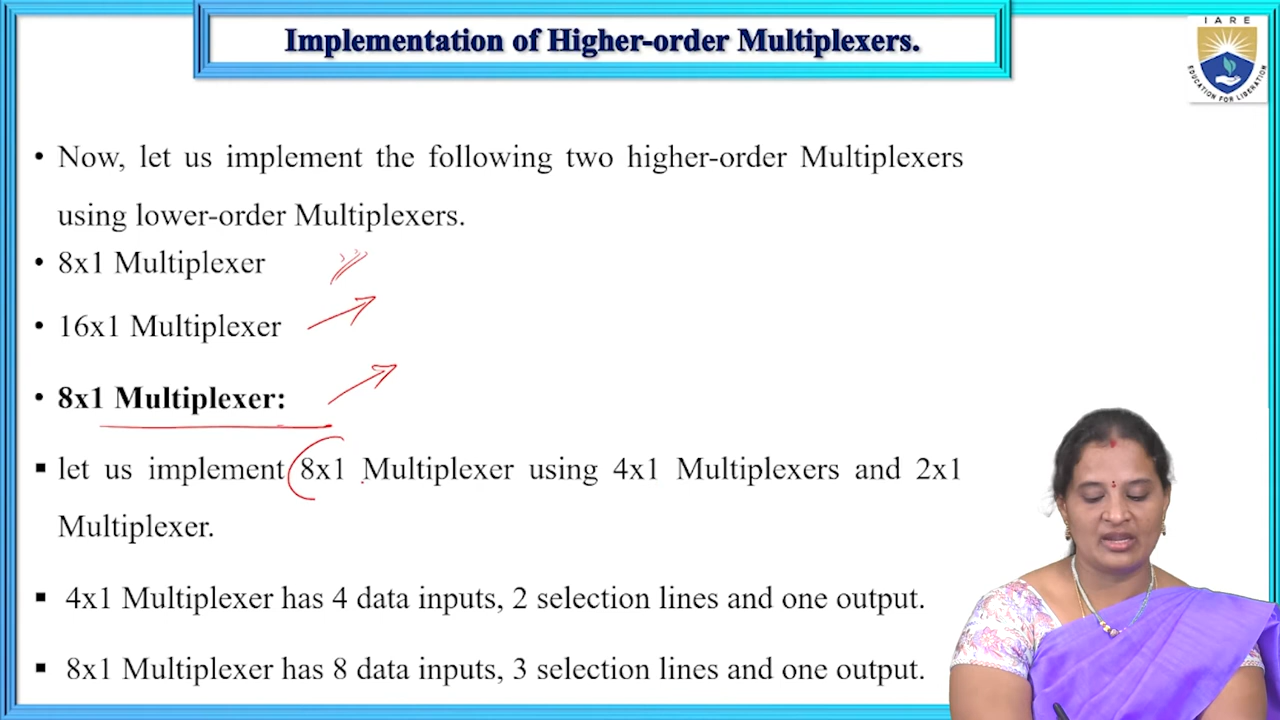 Implementation of Higher-order Multiplexers.
IARE
EDUCATION FOR LIBERATION
• Now, let us implement the following two higher-order Multiplexers
using lower-order Multiplexers.
• 8x1 Multiplexer
• 16x1 Multiplexer
• 8x1 Multiplexer:
▪ let us implement 8x1 Multiplexer using 4x1 Multiplexers and 2x1
Multiplexer.
▪ 4x1 Multiplexer has 4 data inputs, 2 selection lines and one output.
▪ 8x1 Multiplexer has 8 data inputs, 3 selection lines and one output.